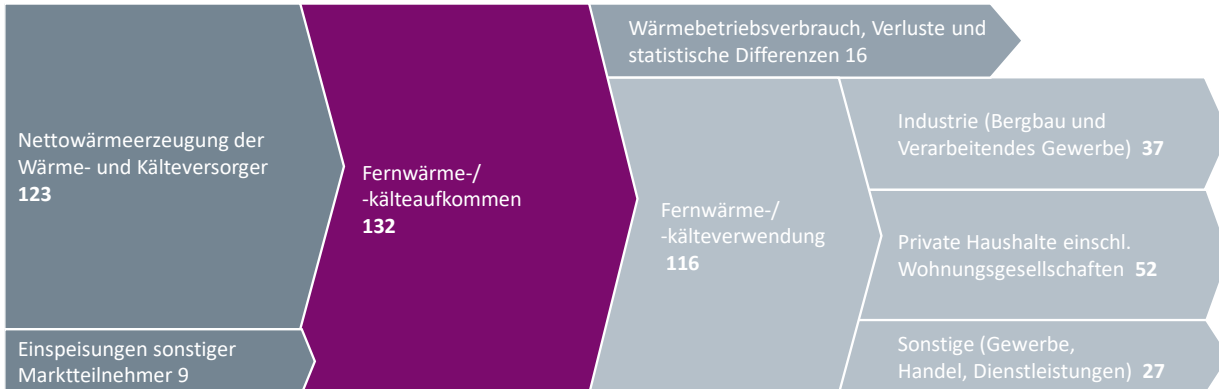 Nettowärmeerzeugung der
Wärme- und Kälteversorger
123
Einspeisungen sonstiger
Marktteilnehmer 9
Fernwärme-/
-kälteaufkommen
132
Wärmebetriebsverbrauch, Verluste und
statistische Differenzen 16
Fernwärme-/
-kälteverwendung
116
Industrie (Bergbau und
Verarbeitendes Gewerbe) 37
Private Haushalte einschl.
Wohnungsgesellschaften 52
Sonstige (Gewerbe,
Handel, Dienstleistungen) 27